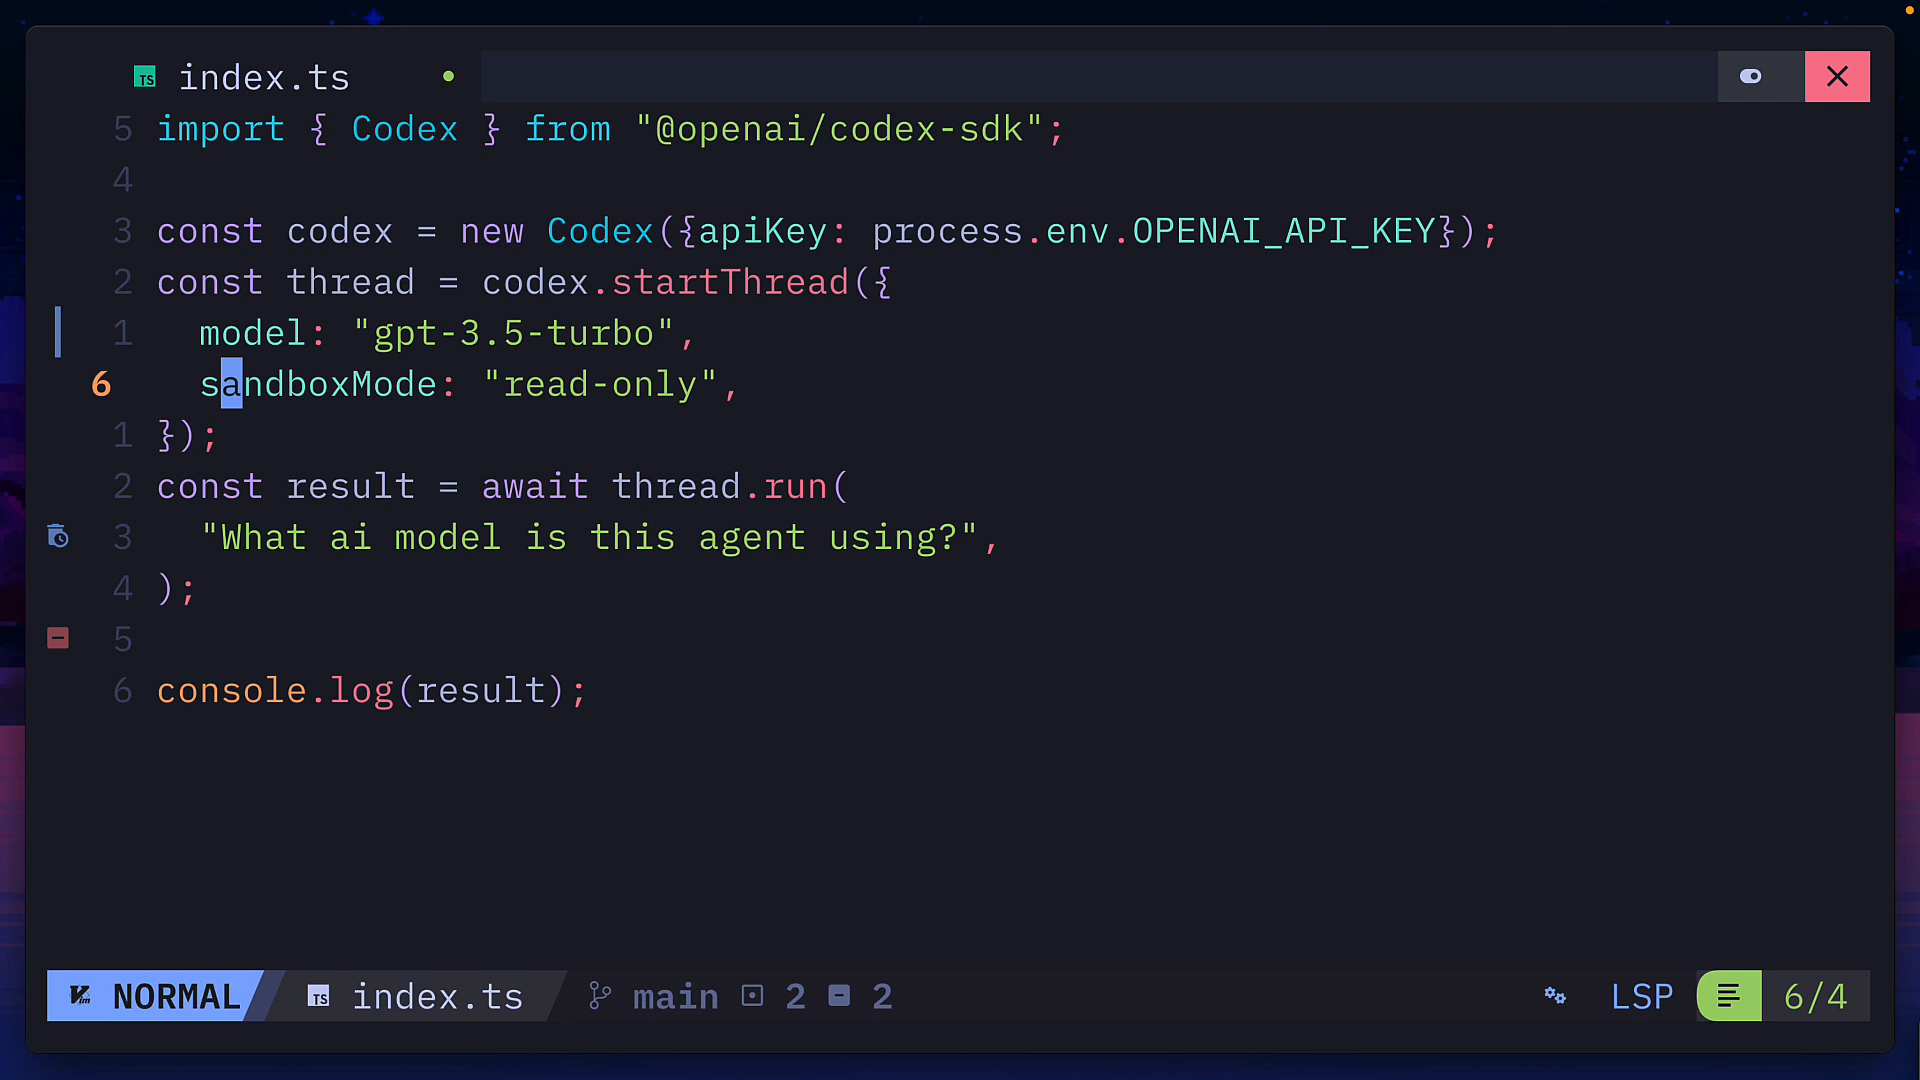 TS index.ts
5 import { Codex } from "@openai/codex-sdk";
4
3 const codex = new Codex({apiKey: process.env.OPENAI_API_KEY});
2 const thread = codex.startThread({
1   model: "gpt-3.5-turbo",
6   sandboxMode: "read-only",
1 });
2 const result = await thread.run(
3   "What ai model is this agent using?",
4 );
5
6 console.log(result);
Vim NORMAL TS index.ts main 2 2 LSP 6/4